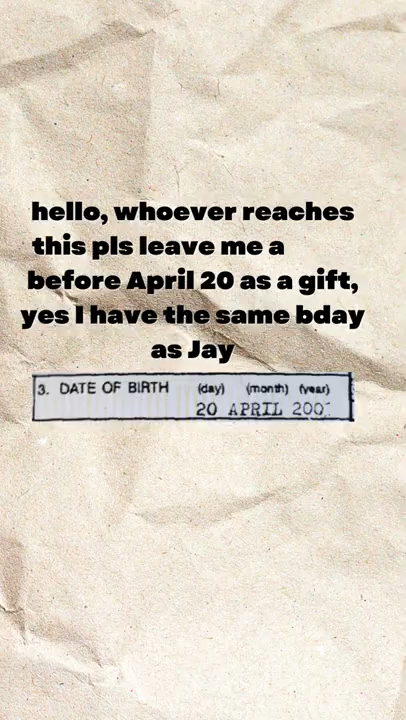 hello, whoever reaches
this pls leave me a
before April 20 as a gift,
yes I have the same bday
as Jay
3. DATE OF BIRTH (day) (month) (year)
20 APRIL